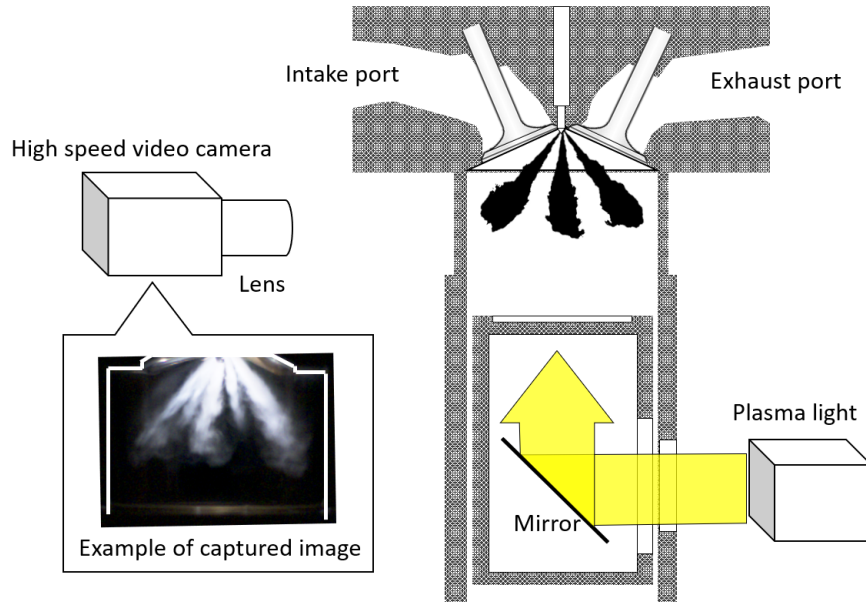 Intake port
Exhaust port
High speed video camera
Lens
Plasma light
Mirror
Example of captured image